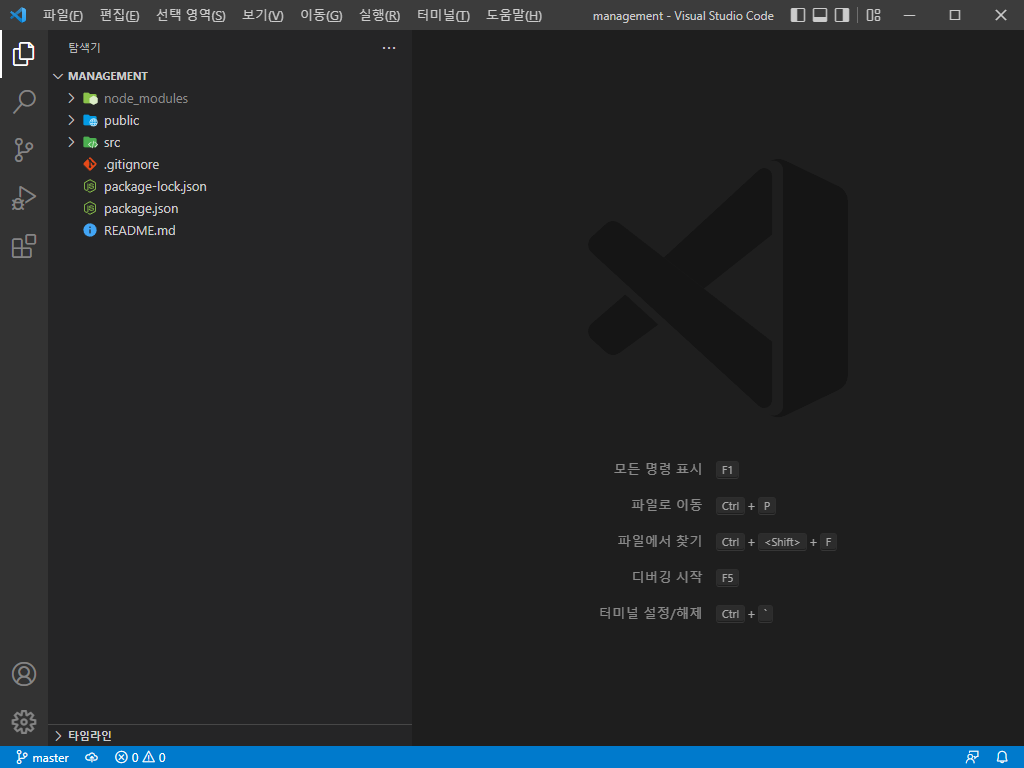 파일(F) 편집(E) 선택 영역(S) 보기(V) 이동(G) 실행(R) 터미널(T) 도움말(H) management - Visual Studio Code
탐색기
MANAGEMENT
node_modules
public
src
.gitignore
package-lock.json
package.json
README.md
모든 명령 표시 F1
파일로 이동 Ctrl + P
파일에서 찾기 Ctrl + <Shift> + F
디버깅 시작 F5
터미널 설정/해제 Ctrl + `
타임라인
master 0 0